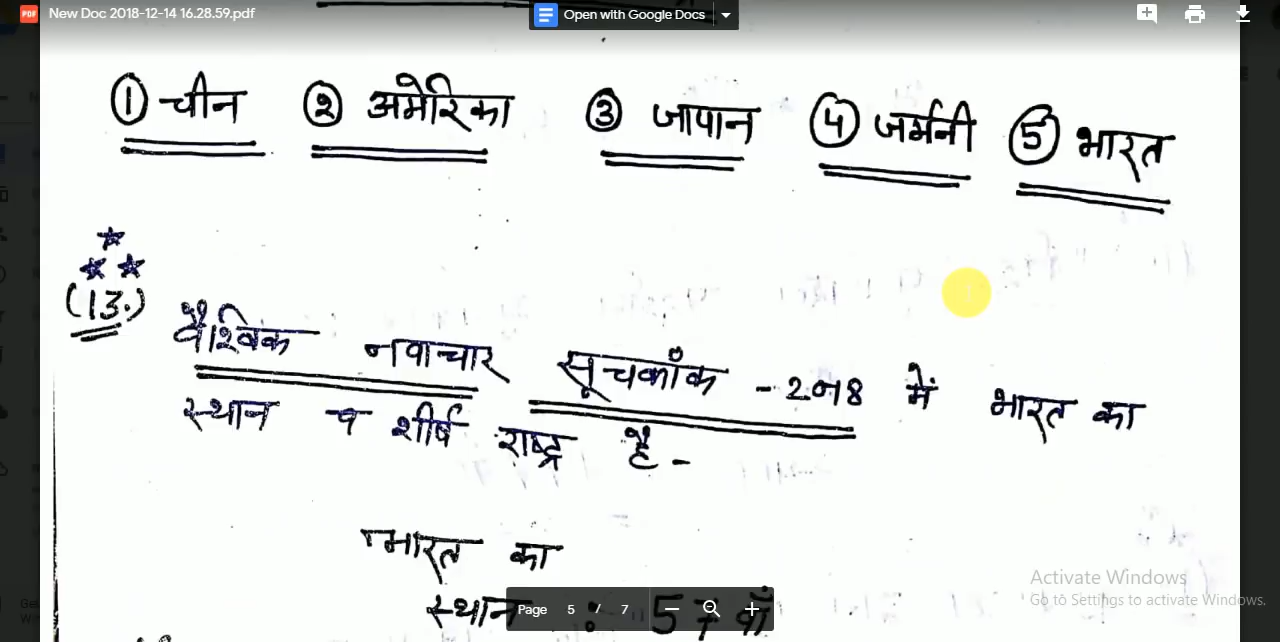 New Doc 2018-12-14 16.28.59.pdf
Open with Google Docs
① चीन ② अमेरिका ③ जापान ④ जर्मनी ⑤ भारत
(13.)
वैश्विक नवाचार सूचकाँक - 2018 में भारत का
स्थान व शीर्ष राष्ट्र है -
भारत का
स्थान : 57 वाँ
Page 5 / 7
Activate Windows
Go to Settings to activate Windows.